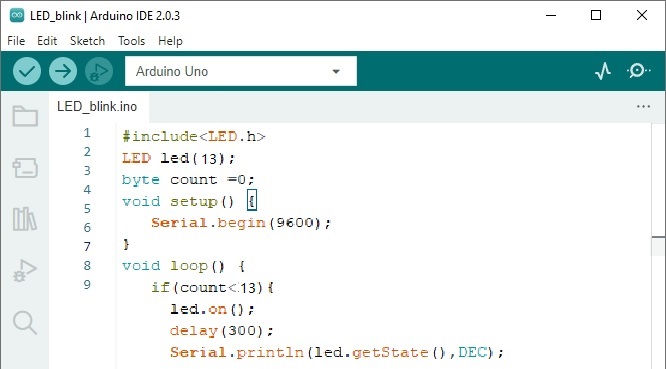 LED_blink | Arduino IDE 2.0.3
File Edit Sketch Tools Help
Arduino Uno
LED_blink.ino
1 #include<LED.h>
2 LED led(13);
3 byte count =0;
4 void setup() {
5 Serial.begin(9600);
6 }
7 void loop() {
8 if(count<13){
9 led.on();
delay(300);
Serial.println(led.getState(),DEC);